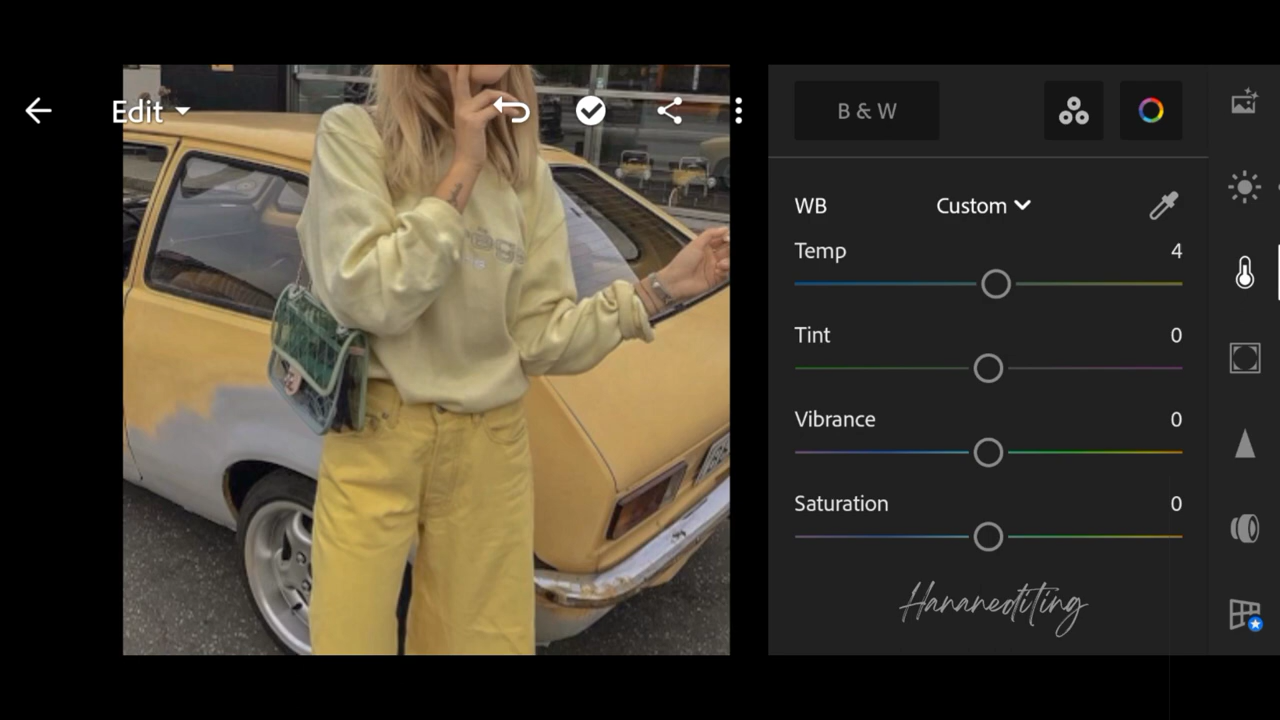 Edit
B & W
WB
Custom
Temp
4
Tint
0
Vibrance
0
Saturation
0
Hananediting